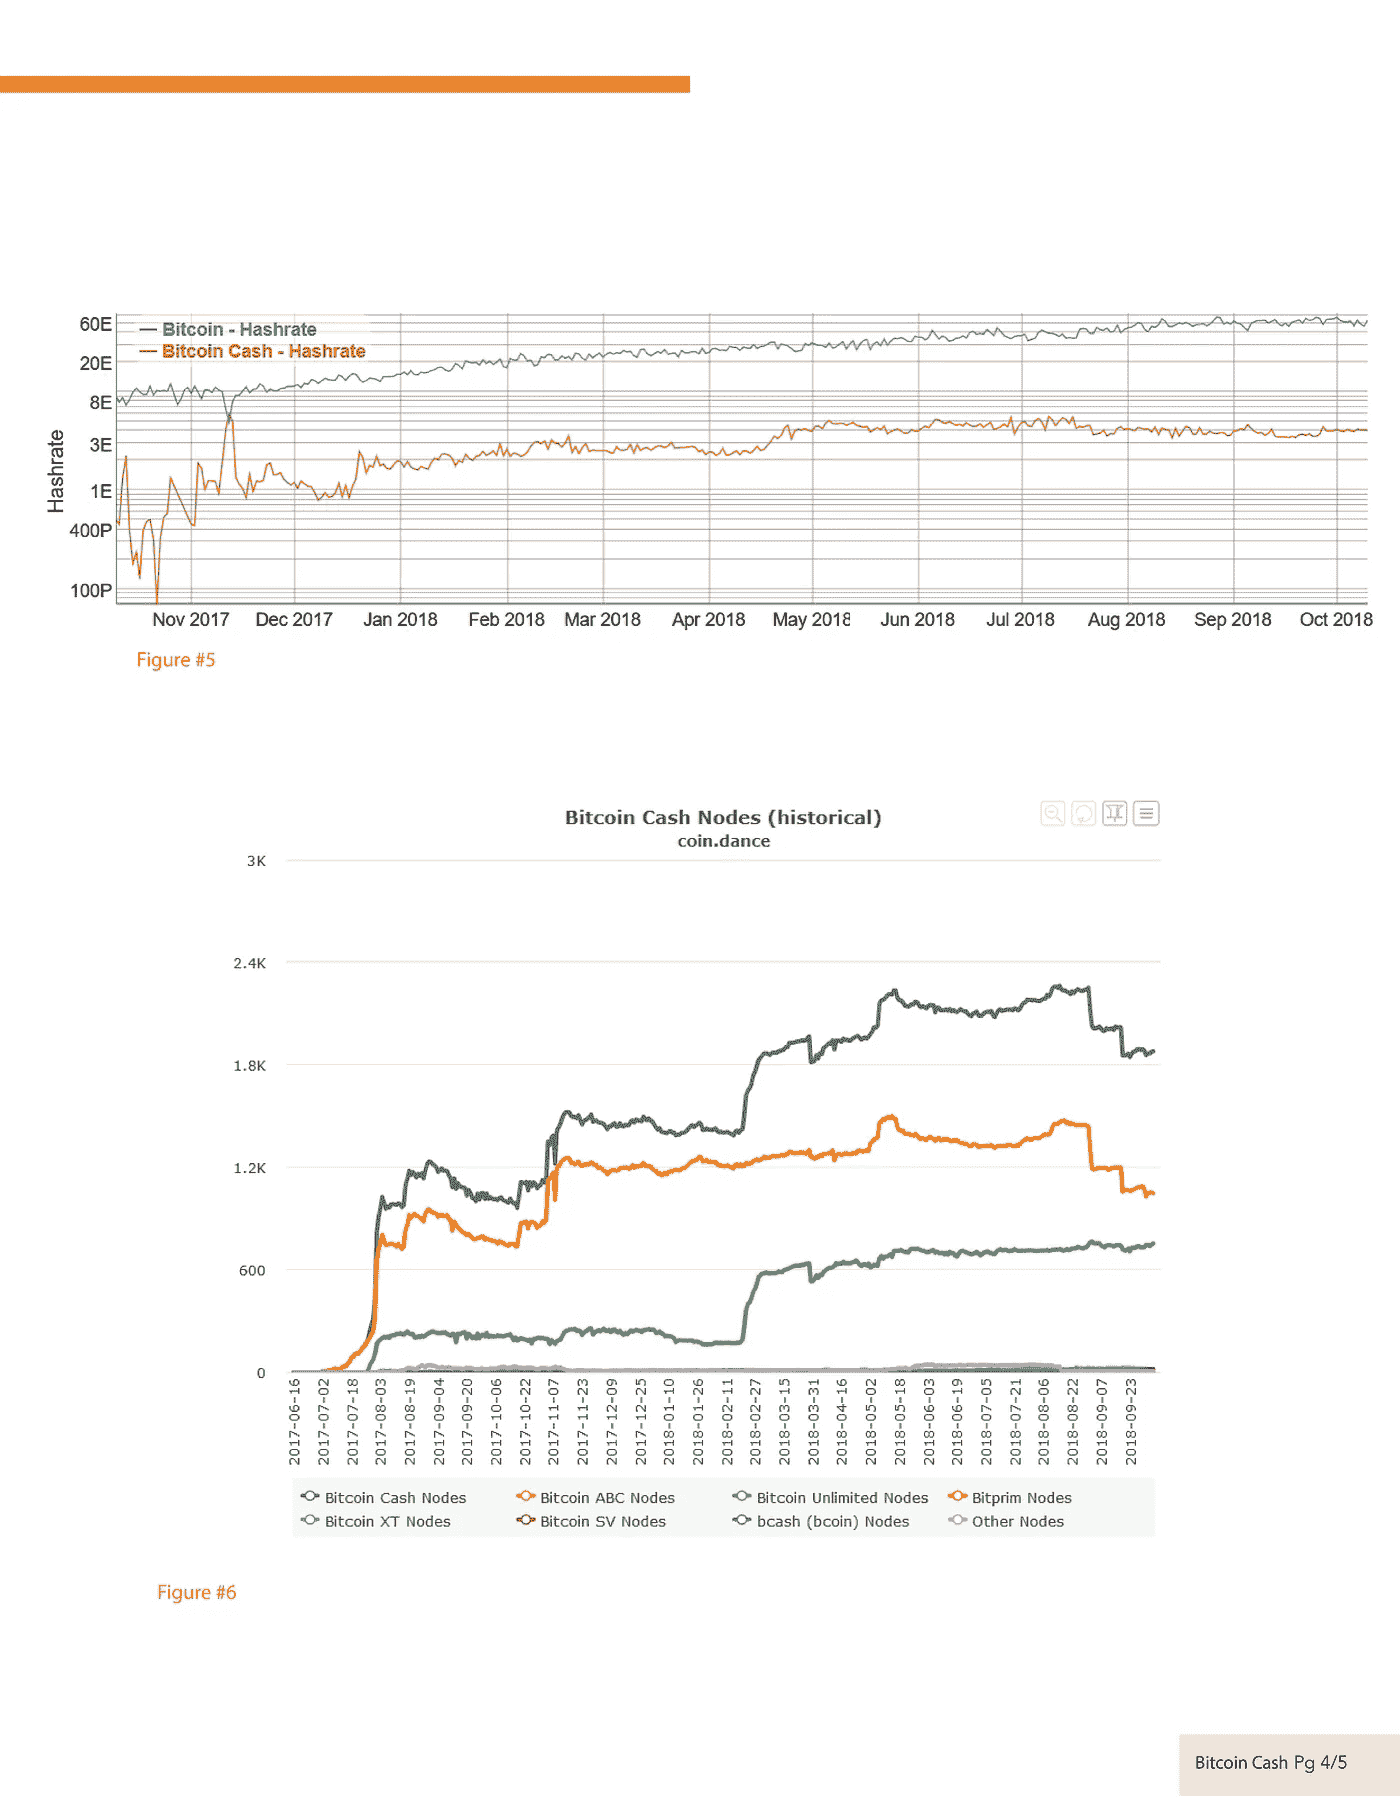 Bitcoin - Hashrate
Bitcoin Cash - Hashrate
Hashrate
60E
20E
8E
3E
1E
400P
100P
Nov 2017 Dec 2017 Jan 2018 Feb 2018 Mar 2018 Apr 2018 May 2018 Jun 2018 Jul 2018 Aug 2018 Sep 2018 Oct 2018
Figure #5
Bitcoin Cash Nodes (historical)
coin.dance
3K
2.4K
1.8K
1.2K
600
0
2017-06-16 2017-07-02 2017-07-18 2017-08-03 2017-08-19 2017-09-04 2017-09-20 2017-10-06 2017-10-22 2017-11-07 2017-11-23 2017-12-09 2017-12-25 2018-01-10 2018-01-26 2018-02-11 2018-02-27 2018-03-15 2018-03-31 2018-04-16 2018-05-02 2018-05-18 2018-06-03 2018-06-19 2018-07-05 2018-07-21 2018-08-06 2018-08-22 2018-09-07 2018-09-23
Bitcoin Cash Nodes Bitcoin ABC Nodes Bitcoin Unlimited Nodes Bitprim Nodes
Bitcoin XT Nodes Bitcoin SV Nodes bcash (bcoin) Nodes Other Nodes
Figure #6
Bitcoin Cash Pg 4/5